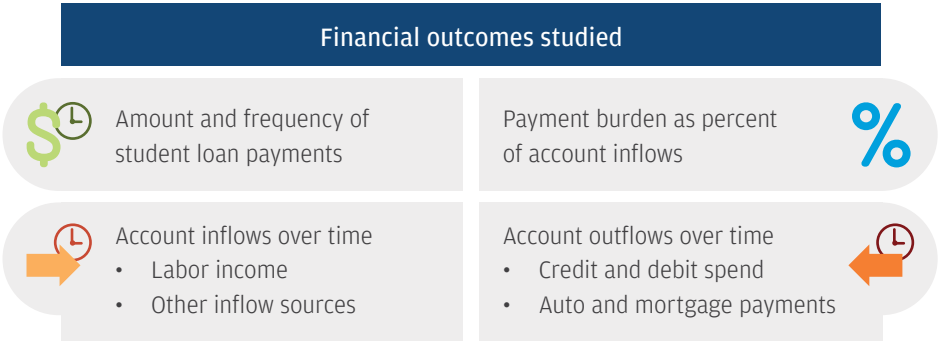 Financial outcomes studied
$
Amount and frequency of
student loan payments
Payment burden as percent
of account inflows
%
Account inflows over time
• Labor income
• Other inflow sources
Account outflows over time
• Credit and debit spend
• Auto and mortgage payments